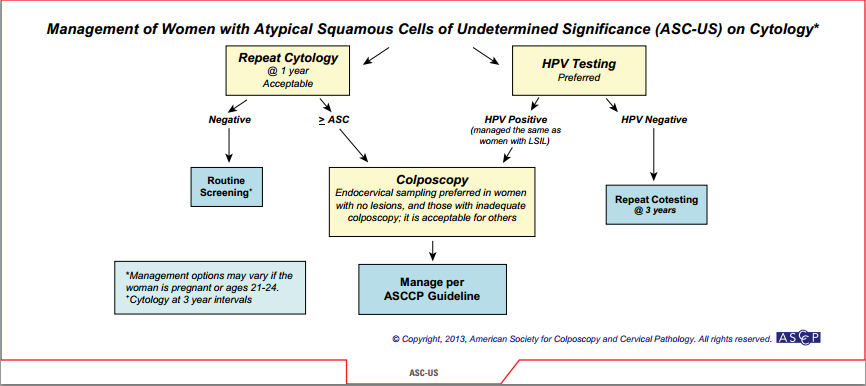 Management of Women with Atypical Squamous Cells of Undetermined Significance (ASC-US) on Cytology*
Repeat Cytology
@ 1 year
Acceptable
HPV Testing
Preferred
Negative
≥ ASC
HPV Positive
(managed the same as
women with LSIL)
HPV Negative
Routine
Screening+
Colposcopy
Endocervical sampling preferred in women
with no lesions, and those with inadequate
colposcopy; it is acceptable for others
Repeat Cotesting
@ 3 years
Manage per
ASCCP Guideline
*Management options may vary if the
woman is pregnant or ages 21-24.
+Cytology at 3 year intervals
© Copyright, 2013, American Society for Colposcopy and Cervical Pathology. All rights reserved.
ASCCP
ASC-US